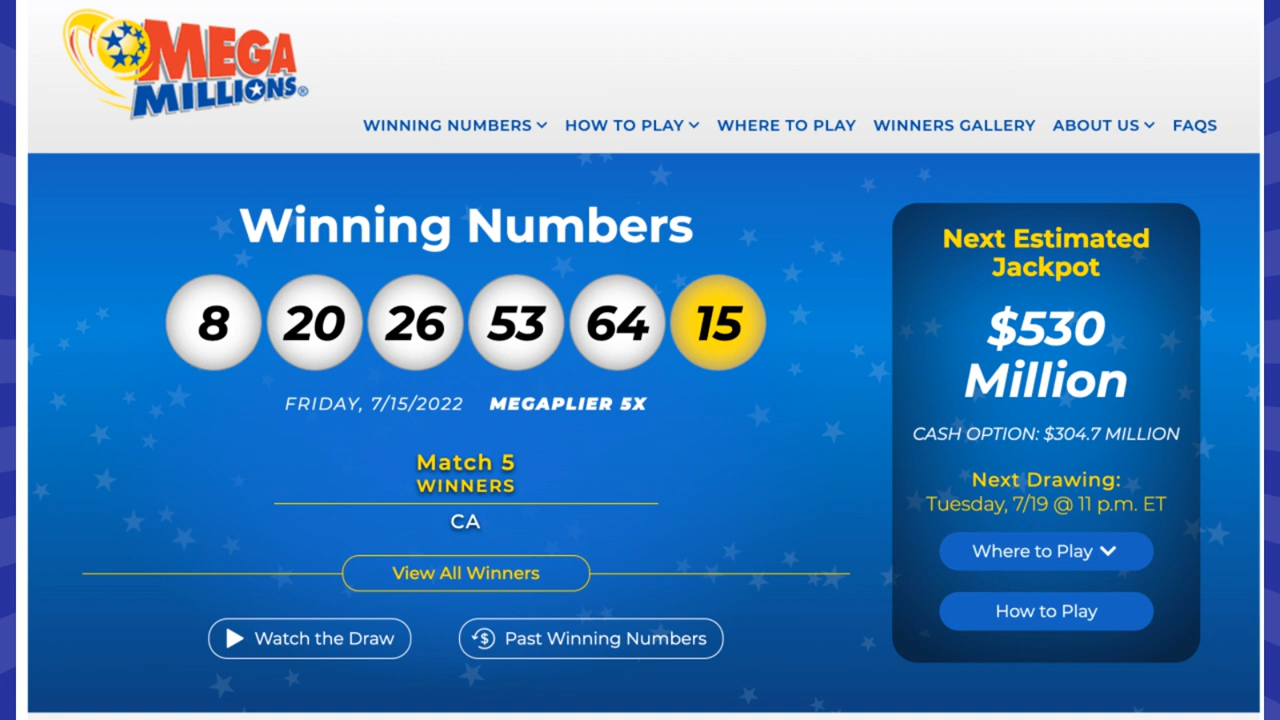 MEGA
MILLIONS®
WINNING NUMBERS HOW TO PLAY WHERE TO PLAY WINNERS GALLERY ABOUT US FAQS
Winning Numbers
8 20 26 53 64 15
FRIDAY, 7/15/2022 MEGAPLIER 5X
Match 5
WINNERS
CA
View All Winners
Watch the Draw
Past Winning Numbers
Next Estimated
Jackpot
$530
Million
CASH OPTION: $304.7 MILLION
Next Drawing:
Tuesday, 7/19 @ 11 p.m. ET
Where to Play
How to Play